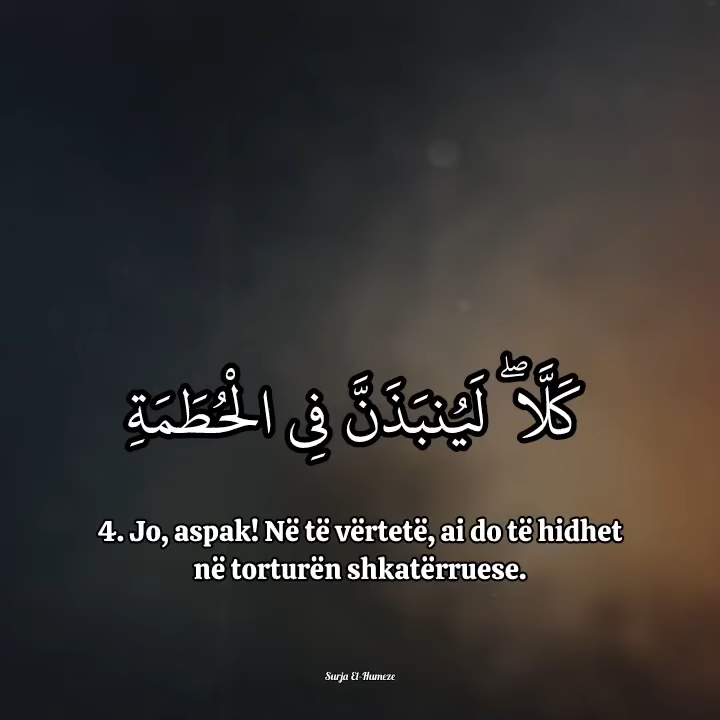 كَلَّا ۖ لَيُنبَذَنَّ فِي الْحُطَمَةِ
4. Jo, aspak! Në të vërtetë, ai do të hidhet
në torturën shkatërruese.
Surja El-Humeze